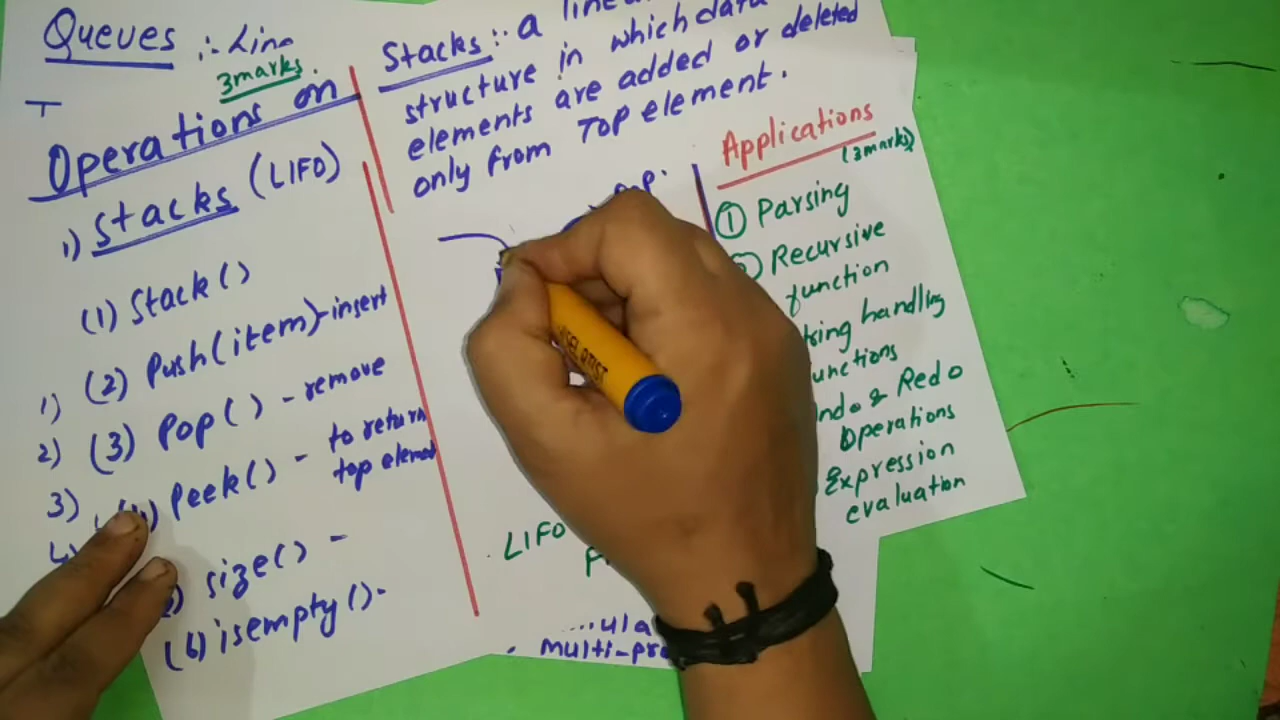 Queues :- Line
3marks
Operations on
1) Stacks (LIFO)
(1) Stack()
(2) Push(item)-insert
(3) Pop() - remove
Peek() - to return
top element
size() -
(6) isempty()-
1)
2)
3)
4)
Stacks :- a
structure in which data
elements are added or deleted
only from Top element.
LIFO
multi-pro
Applications
(3marks)
① Parsing
Recursive
function
handling
Redo
Operations
Expression
evaluation